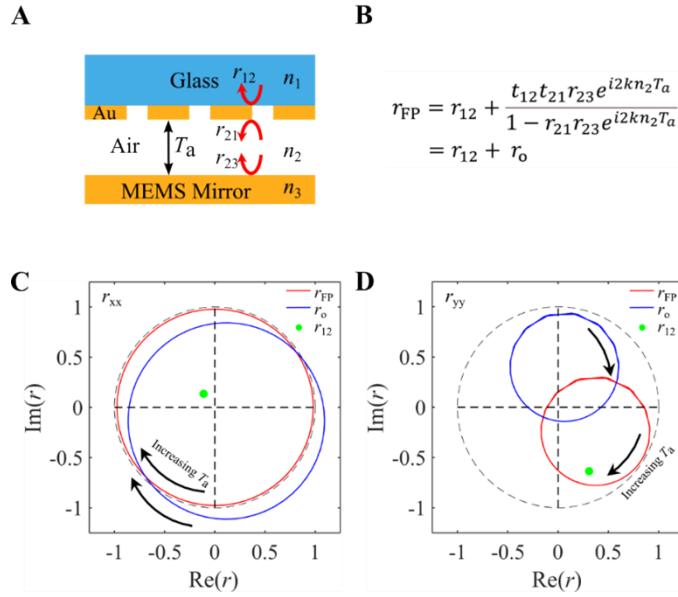 A
Glass
r12
n1
Au
Air
Ta
r21
r23
n2
MEMS Mirror
n3
B
rFP = r12 + t12t21r23e^{i2kn2Ta} / 1 − r21r23e^{i2kn2Ta}
= r12 + ro
C
rxx
rFP
ro
r12
1
0.5
0
-0.5
-1
Im(r)
Increasing Ta
-1 -0.5 0 0.5 1
Re(r)
D
ryy
rFP
ro
r12
1
0.5
0
-0.5
-1
Im(r)
Increasing Ta
-1 -0.5 0 0.5 1
Re(r)